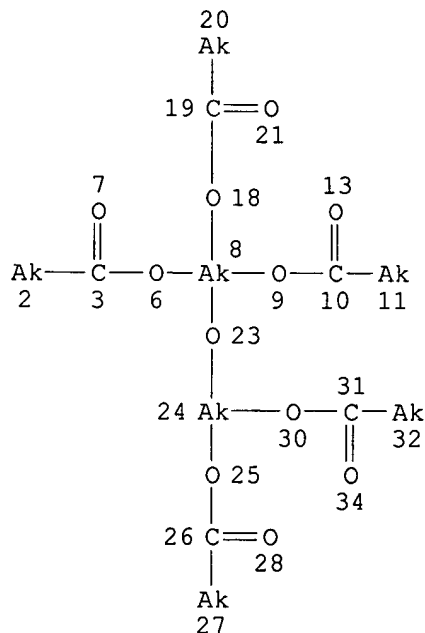 20
Ak
19 C=O
21
7 O 18 13
O O
8
Ak C O Ak O C Ak
2 3 6 9 10 11
O 23
31
24 Ak O C Ak
30 32
O 25 O
34
26 C=O
28
Ak
27